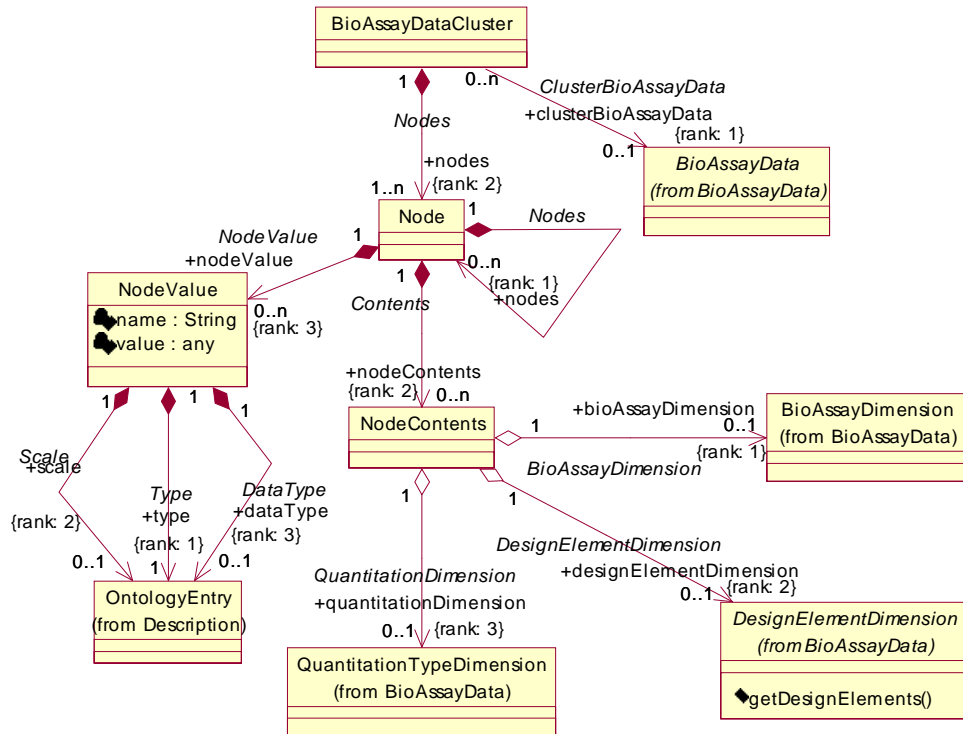 BioAssayDataCluster
1
0..n
ClusterBioAssayData
+clusterBioAssayData
{rank: 1}
0..1
Nodes
+nodes
{rank: 2}
1..n
BioAssayData
(from BioAssayData)
Node
1
Nodes
0..n
{rank: 1}
+nodes
1
NodeValue
+nodeValue
0..n
{rank: 3}
1
Contents
+nodeContents
{rank: 2}
0..n
NodeValue
name : String
value : any
1
1
1
Scale
+scale
{rank: 2}
0..1
Type
+type
{rank: 1}
1
DataType
+dataType
{rank: 3}
0..1
OntologyEntry
(from Description)
NodeContents
1
+bioAssayDimension
0..1
{rank: 1}
BioAssayDimension
BioAssayDimension
(from BioAssayData)
1
QuantitationDimension
+quantitationDimension
0..1
{rank: 3}
1
DesignElementDimension
+designElementDimension
0..1
{rank: 2}
QuantitationTypeDimension
(from BioAssayData)
DesignElementDimension
(from BioAssayData)
getDesignElements()